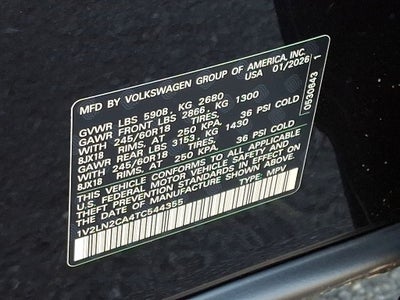 MFD BY VOLKSWAGEN GROUP OF AMERICA, INC.
USA 01/2026 1
GVWR LBS 5908, KG 2680
GAWR FRONT LBS 2866, KG 1300
WITH 245/60R18 TIRES,
8JX18 RIMS, AT 250 KPA, 36 PSI COLD
GAWR REAR LBS 3153, KG 1430
WITH 245/60R18 TIRES,
8JX18 RIMS, AT 250 KPA, 36 PSI COLD
THIS VEHICLE CONFORMS TO ALL APPLICABLE
U.S. FEDERAL MOTOR VEHICLE SAFETY AND
THEFT PREVENTION STANDARDS IN EFFECT ON
THE DATE OF MANUFACTURE SHOWN ABOVE.
1V2LN2CA4TC544355 TYPE: MPV
0530843